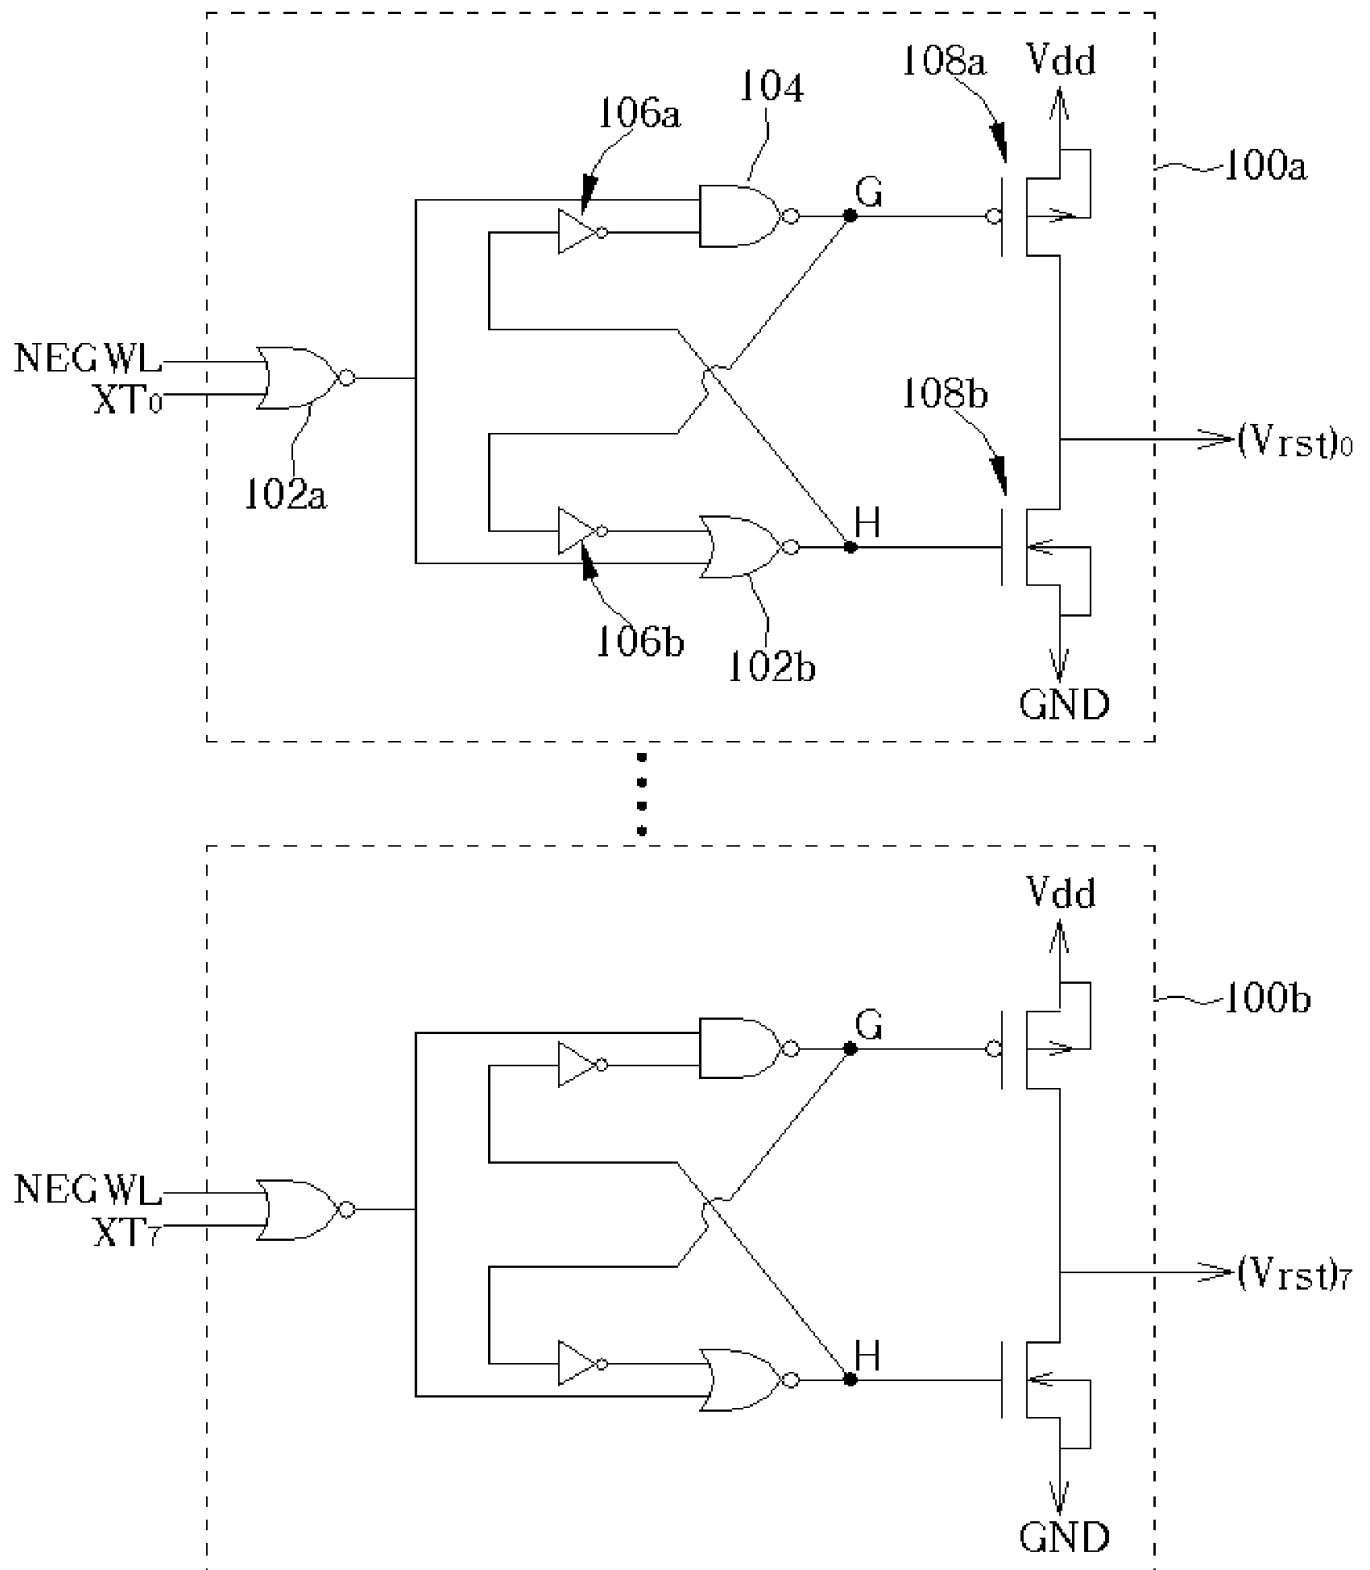 108a
Vdd
104
106a
100a
G
NEGWL
XT0
108b
(Vrst)0
102a
H
106b
102b
GND
Vdd
100b
G
NEGWL
XT7
(Vrst)7
H
GND